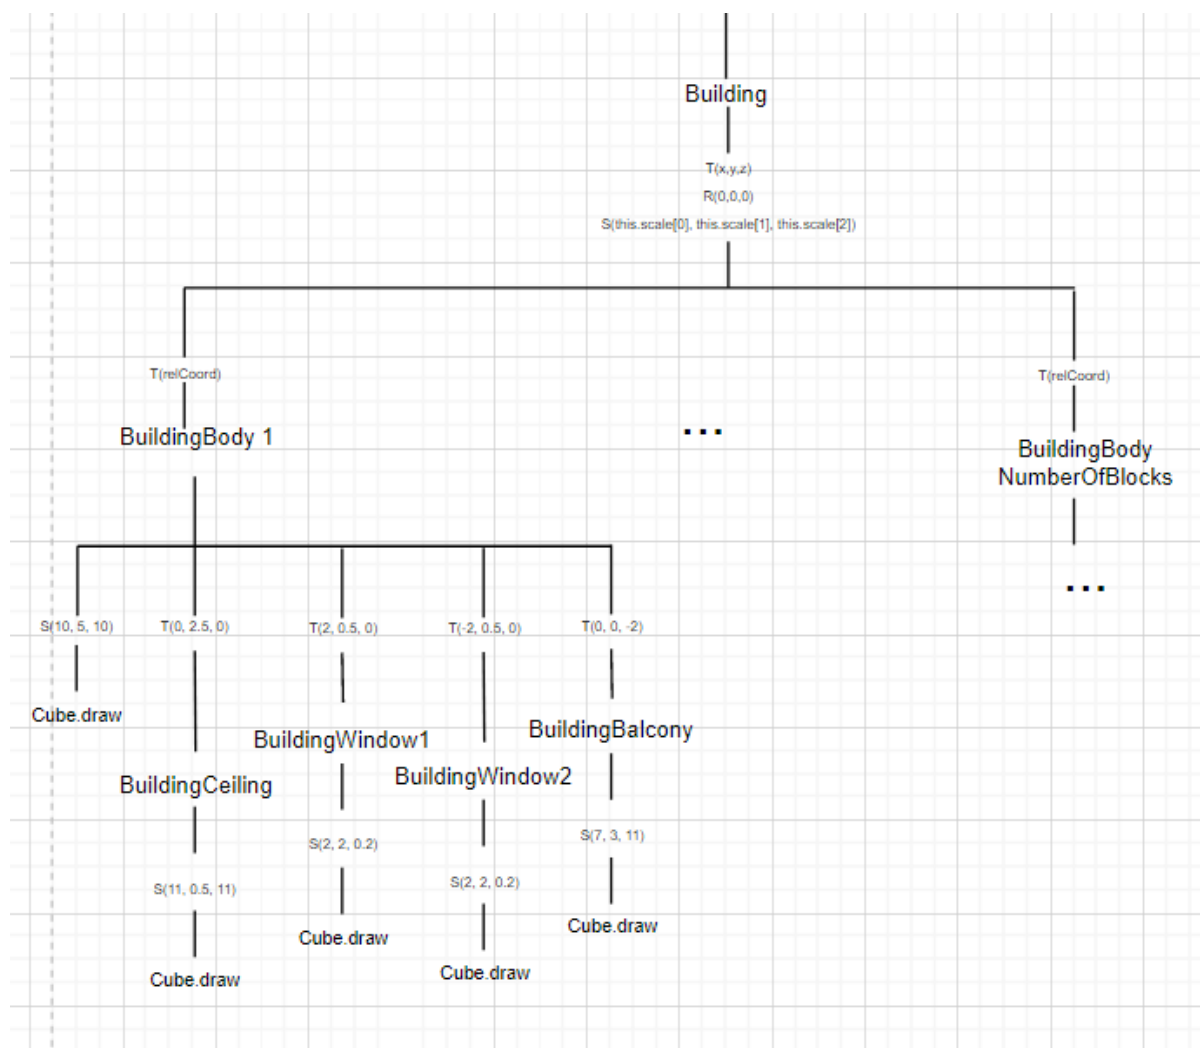 Building
T(x,y,z)
R(0,0,0)
S(this.scale[0], this.scale[1], this.scale[2])
T(relCoord)
T(relCoord)
BuildingBody 1
...
BuildingBody
NumberOfBlocks
...
S(10, 5, 10)
T(0, 2.5, 0)
T(2, 0.5, 0)
T(-2, 0.5, 0)
T(0, 0, -2)
Cube.draw
BuildingWindow1
BuildingBalcony
BuildingCeiling
BuildingWindow2
S(2, 2, 0.2)
S(7, 3, 11)
S(11, 0.5, 11)
S(2, 2, 0.2)
Cube.draw
Cube.draw
Cube.draw
Cube.draw